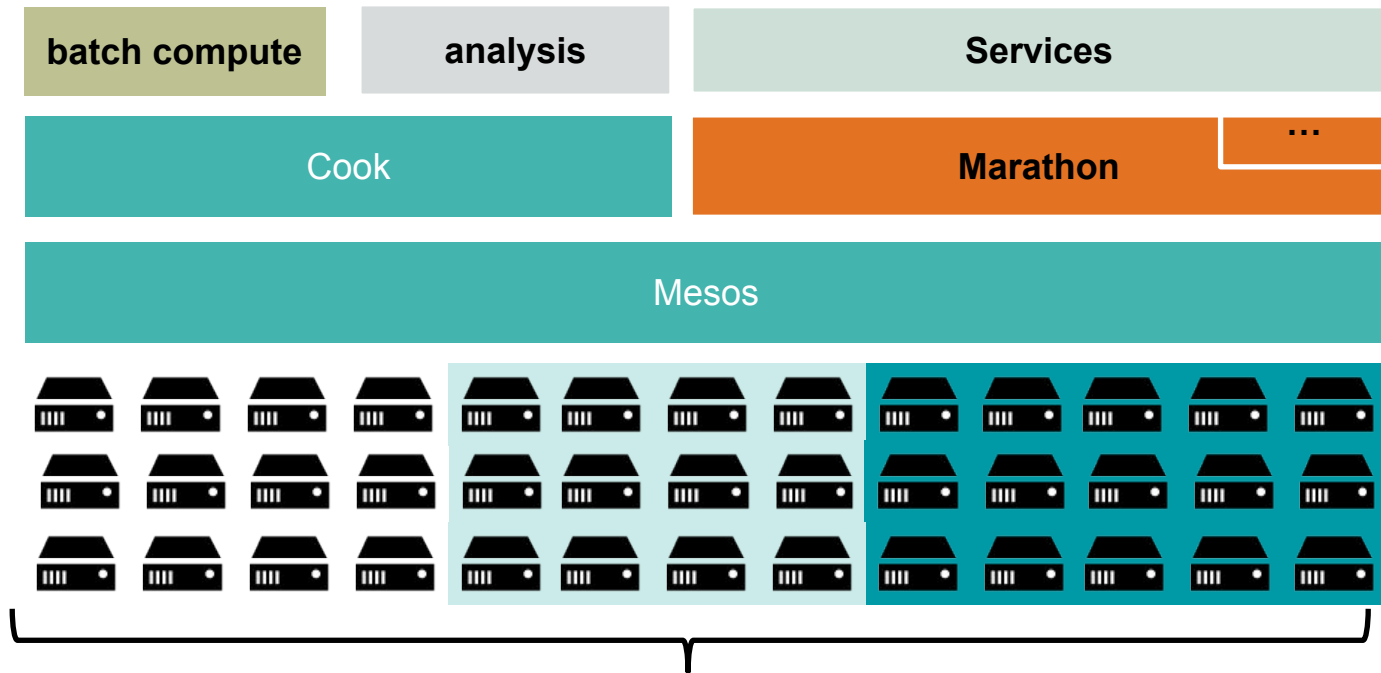 batch compute
analysis
Services
Cook
Marathon
...
Mesos